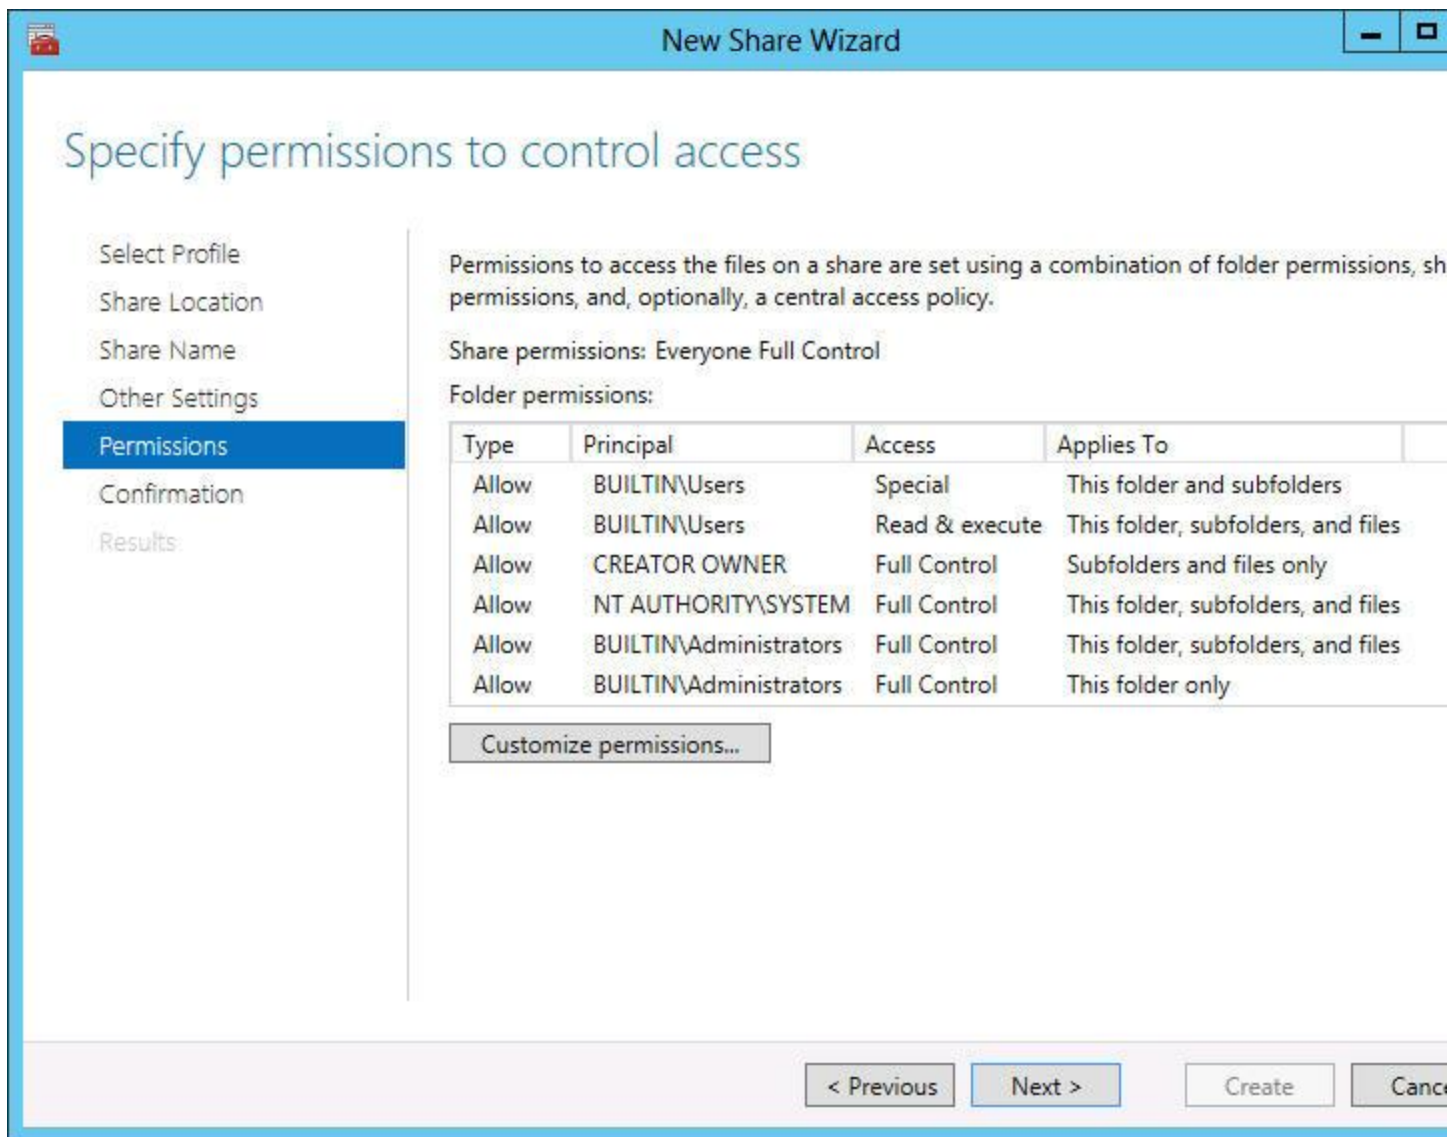 New Share Wizard
Specify permissions to control access
Select Profile
Share Location
Share Name
Other Settings
Permissions
Confirmation
Results
Permissions to access the files on a share are set using a combination of folder permissions, sh
permissions, and, optionally, a central access policy.
Share permissions: Everyone Full Control
Folder permissions:
Type Principal Access Applies To
Allow BUILTIN\Users Special This folder and subfolders
Allow BUILTIN\Users Read & execute This folder, subfolders, and files
Allow CREATOR OWNER Full Control Subfolders and files only
Allow NT AUTHORITY\SYSTEM Full Control This folder, subfolders, and files
Allow BUILTIN\Administrators Full Control This folder, subfolders, and files
Allow BUILTIN\Administrators Full Control This folder only
Customize permissions...
< Previous Next > Create Cance